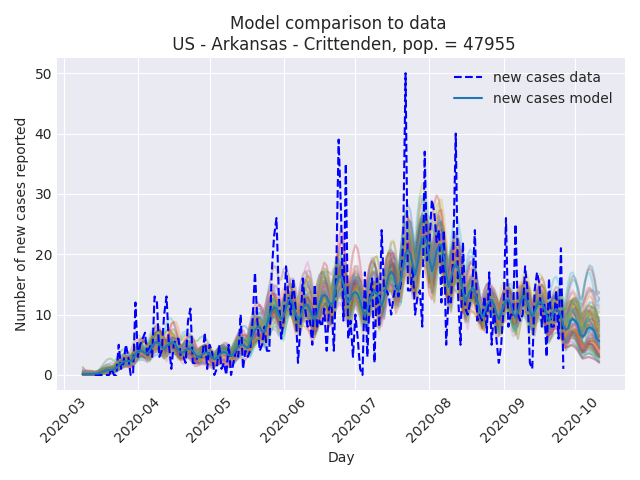 Model comparison to data
US - Arkansas - Crittenden, pop. = 47955
new cases data
new cases model
Number of new cases reported
50
40
30
20
10
0
2020-03
2020-04
2020-05
2020-06
2020-07
2020-08
2020-09
2020-10
Day